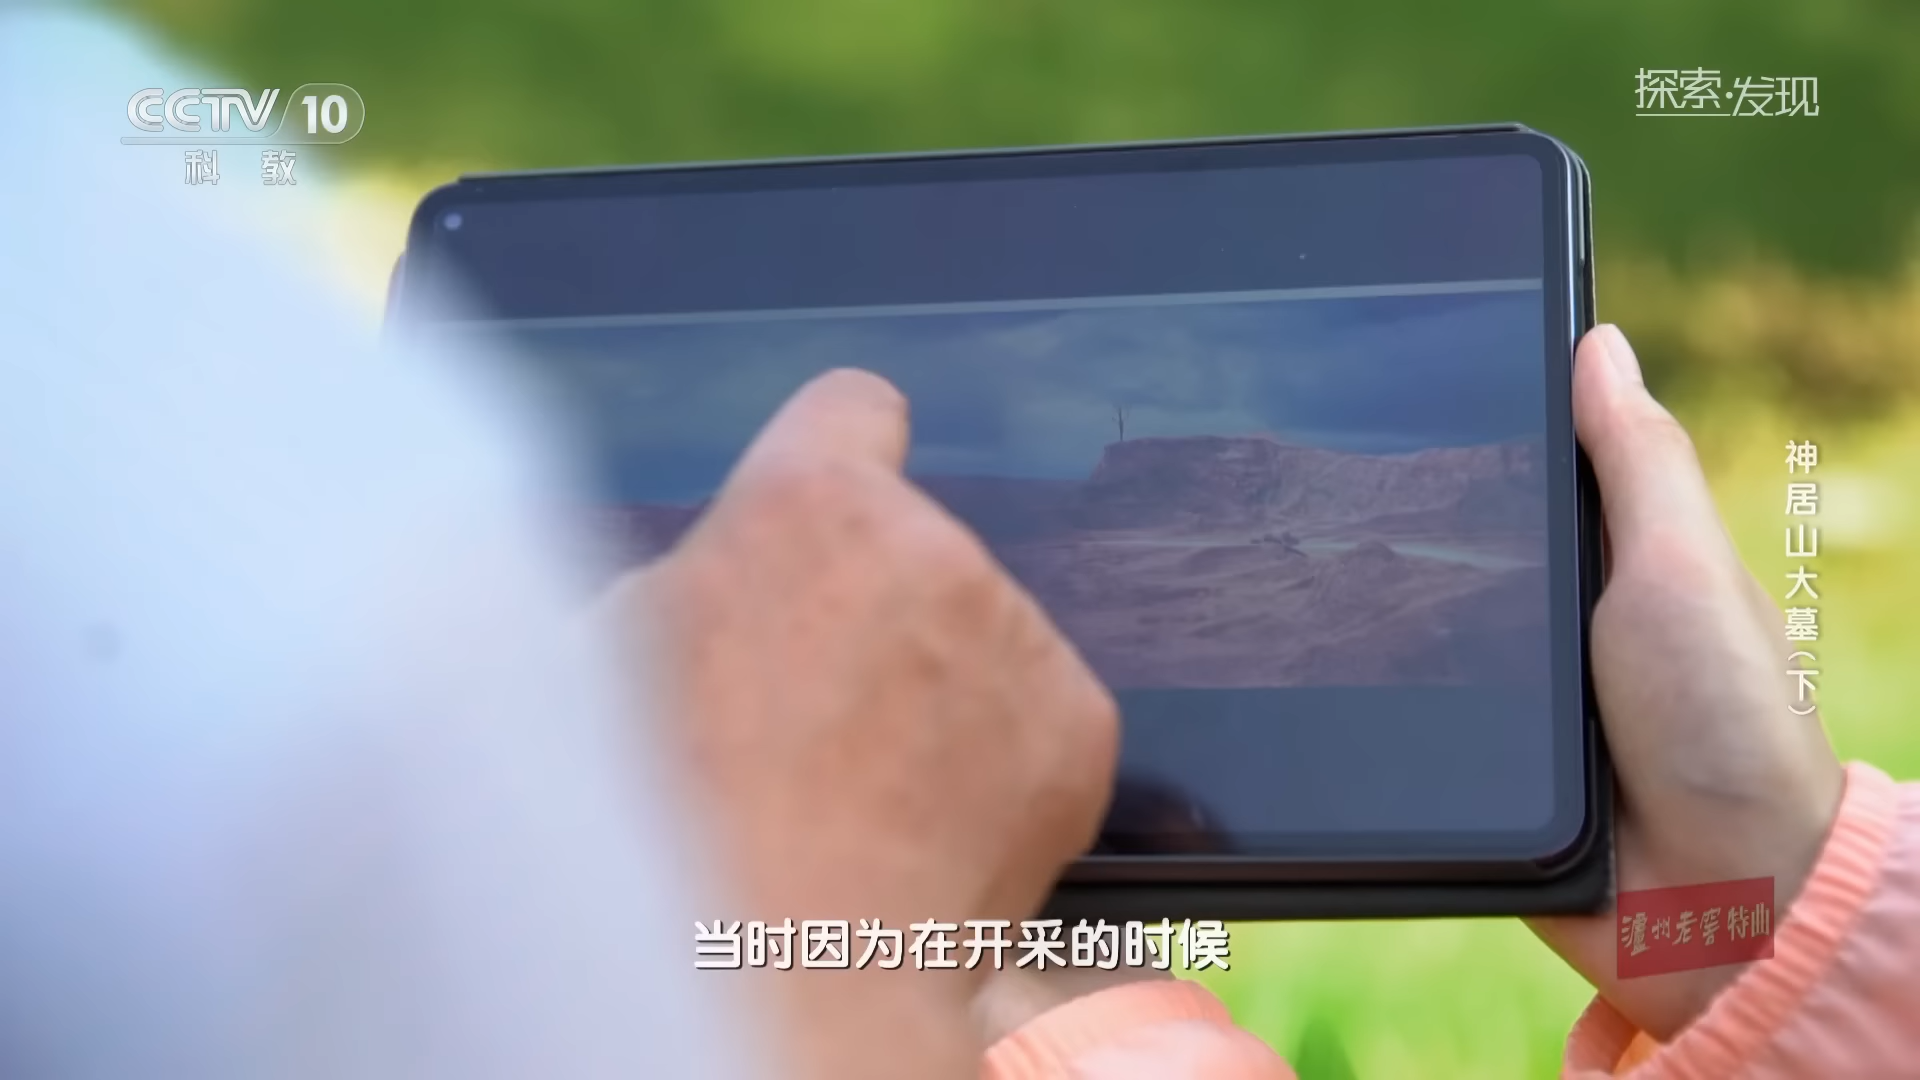 CCTV 10
科 教
探索·发现
神居山大墓（下）
泸州老窖特曲
当时因为在开采的时候